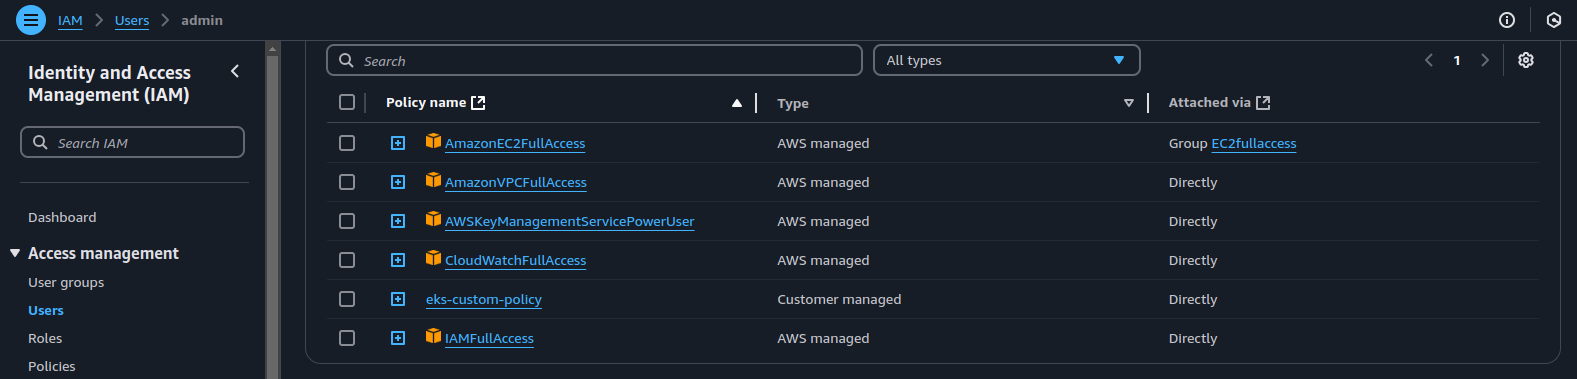 IAM > Users > admin
Identity and Access
Management (IAM)
Search IAM
Dashboard
Access management
User groups
Users
Roles
Policies
Search
All types
1
Policy name Type Attached via
AmazonEC2FullAccess AWS managed Group EC2fullaccess
AmazonVPCFullAccess AWS managed Directly
AWSKeyManagementServicePowerUser AWS managed Directly
CloudWatchFullAccess AWS managed Directly
eks-custom-policy Customer managed Directly
IAMFullAccess AWS managed Directly